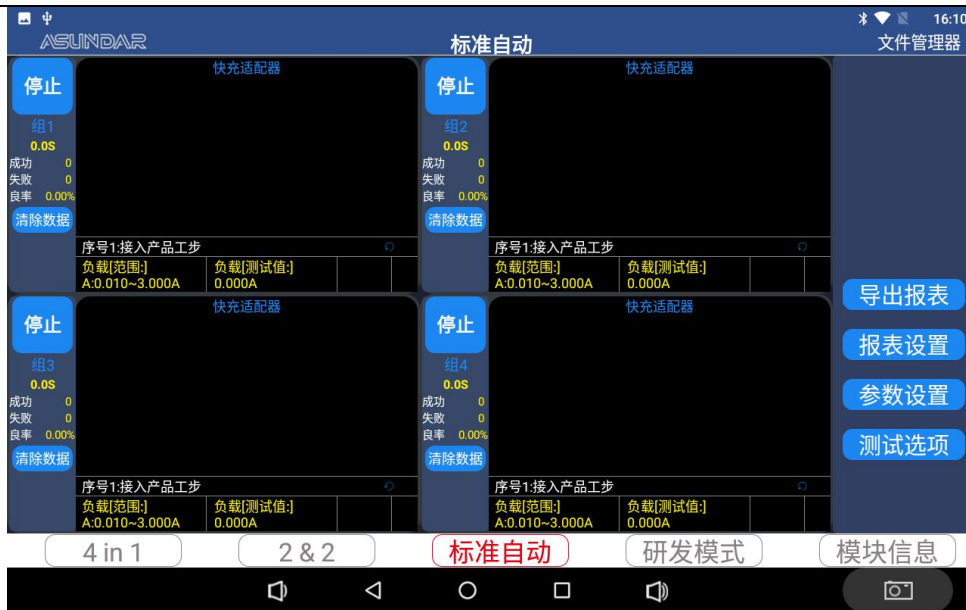 16:10
ASUNDAR
标准自动
文件管理器
停止
组1
0.0S
成功 0
失败 0
良率 0.00%
清除数据
快充适配器
序号1:接入产品工步
负载[范围:] 负载[测试值:]
A:0.010~3.000A 0.000A
停止
组2
0.0S
成功 0
失败 0
良率 0.00%
清除数据
快充适配器
序号1:接入产品工步
负载[范围:] 负载[测试值:]
A:0.010~3.000A 0.000A
停止
组3
0.0S
成功 0
失败 0
良率 0.00%
清除数据
快充适配器
序号1:接入产品工步
负载[范围:] 负载[测试值:]
A:0.010~3.000A 0.000A
停止
组4
0.0S
成功 0
失败 0
良率 0.00%
清除数据
快充适配器
序号1:接入产品工步
负载[范围:] 负载[测试值:]
A:0.010~3.000A 0.000A
导出报表
报表设置
参数设置
测试选项
4 in 1
2 & 2
标准自动
研发模式
模块信息